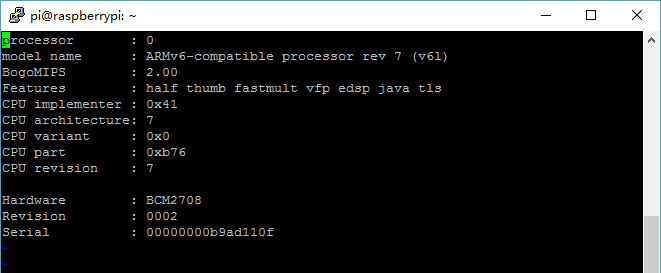 pi@raspberrypi: ~
processor : 0
model name : ARMv6-compatible processor rev 7 (v6l)
BogoMIPS : 2.00
Features : half thumb fastmult vfp edsp java tls
CPU implementer : 0x41
CPU architecture: 7
CPU variant : 0x0
CPU part : 0xb76
CPU revision : 7
Hardware : BCM2708
Revision : 0002
Serial : 00000000b9ad110f
~
~